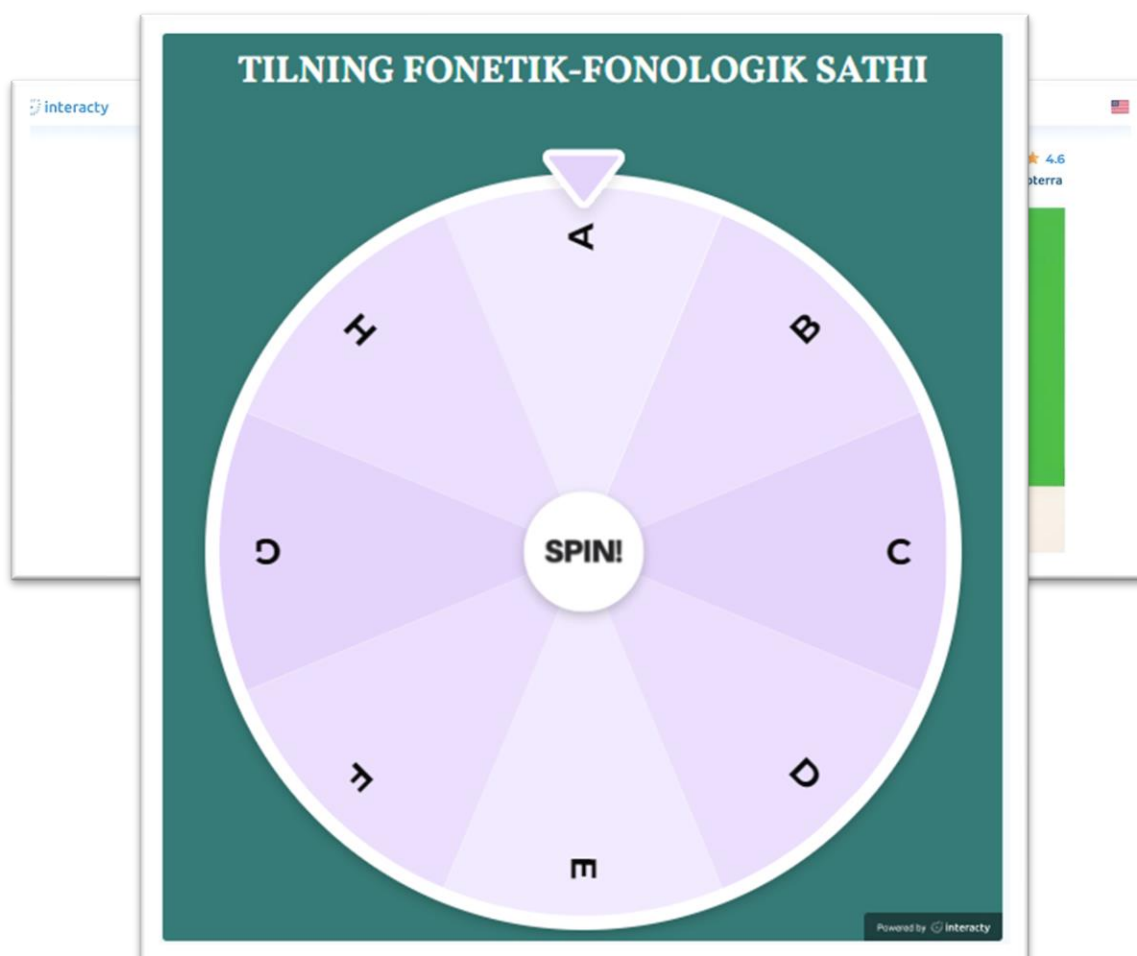 TILNING FONETIK-FONOLOGIK SATHI
interacty
4.6
A
H
B
G
SPIN!
C
F
D
E
Powered by interacty